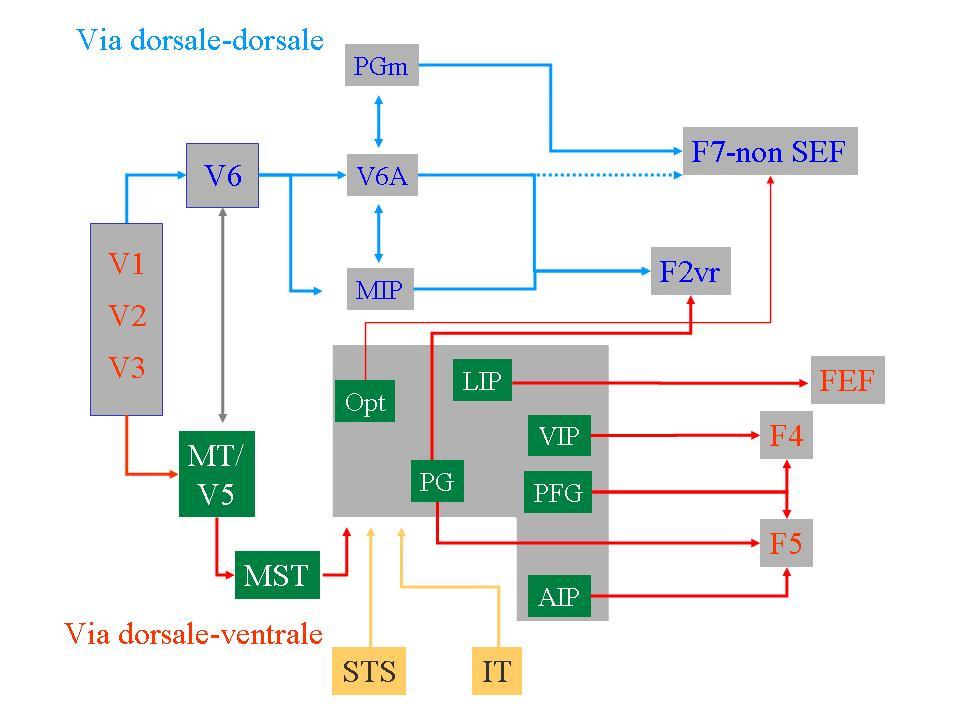 Via dorsale-dorsale
PGm
F7-non SEF
V6
V6A
V1
V2
V3
MIP
F2vr
LIP
FEF
Opt
VIP
F4
MT/
V5
PG
PFG
F5
MST
AIP
Via dorsale-ventrale
STS
IT